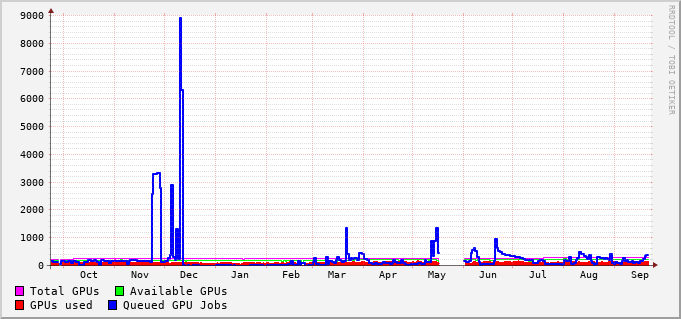 RRDTOOL / TOBI OETIKER
9000
8000
7000
6000
5000
4000
3000
2000
1000
0
Oct Nov Dec Jan Feb Mar Apr May Jun Jul Aug Sep
Total GPUs Available GPUs
GPUs used Queued GPU Jobs